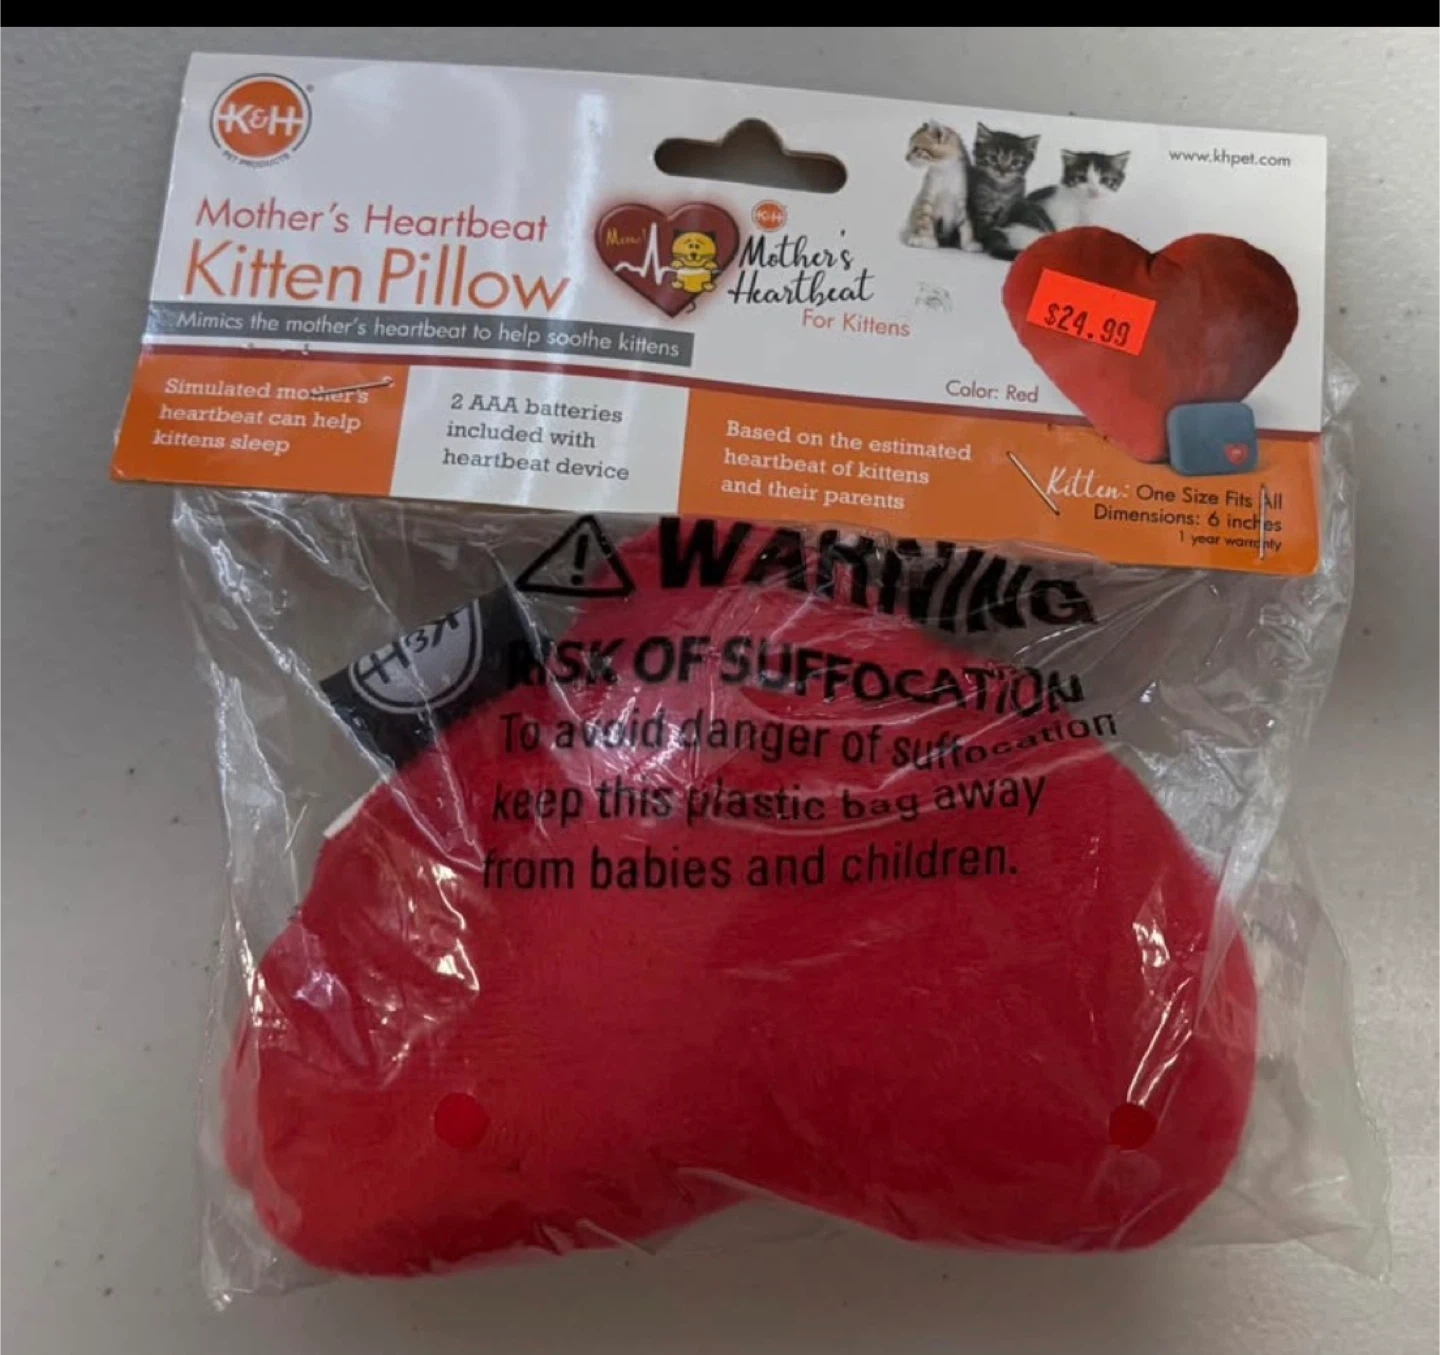 K&H
PET PRODUCTS
www.khpet.com
Mother's Heartbeat
Kitten Pillow
Mimics the mother's heartbeat to help soothe kittens
Meow!
K&H
Mother's
Heartbeat
For Kittens
$24.99
Color: Red
Simulated mother's
heartbeat can help
kittens sleep
2 AAA batteries
included with
heartbeat device
Based on the estimated
heartbeat of kittens
and their parents
Kitten: One Size Fits All
Dimensions: 6 inches
1 year warranty
WARNING
RISK OF SUFFOCATION
To avoid danger of suffocation
keep this plastic bag away
from babies and children.
K&H